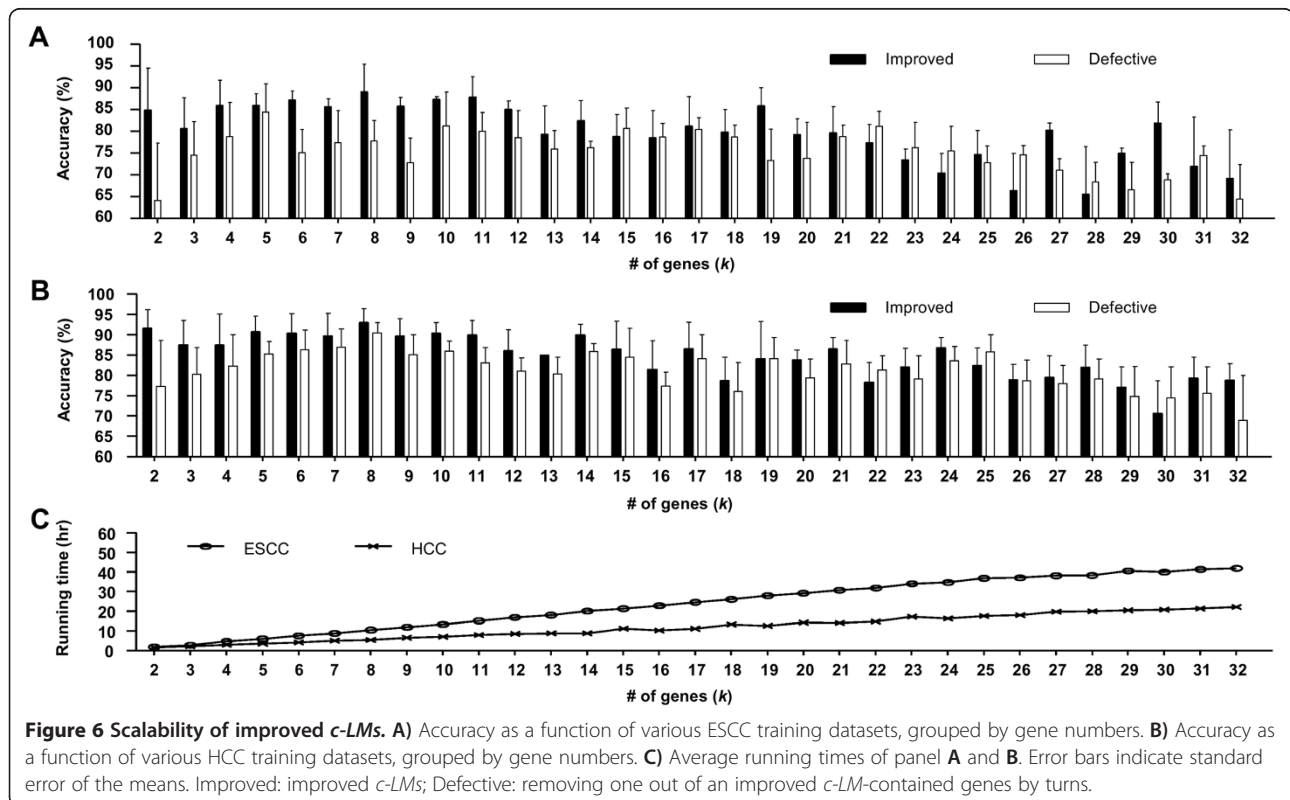 A
Accuracy (%)
100
95
90
85
80
75
70
65
60
Improved
Defective
2 3 4 5 6 7 8 9 10 11 12 13 14 15 16 17 18 19 20 21 22 23 24 25 26 27 28 29 30 31 32
# of genes (k)
B
Accuracy (%)
100
95
90
85
80
75
70
65
60
Improved
Defective
2 3 4 5 6 7 8 9 10 11 12 13 14 15 16 17 18 19 20 21 22 23 24 25 26 27 28 29 30 31 32
# of genes (k)
C
Running time (hr)
60
50
40
30
20
10
0
ESCC
HCC
2 3 4 5 6 7 8 9 10 11 12 13 14 15 16 17 18 19 20 21 22 23 24 25 26 27 28 29 30 31 32
# of genes (k)
Figure 6 Scalability of improved c-LMs. A) Accuracy as a function of various ESCC training datasets, grouped by gene numbers. B) Accuracy as
a function of various HCC training datasets, grouped by gene numbers. C) Average running times of panel A and B. Error bars indicate standard
error of the means. Improved: improved c-LMs; Defective: removing one out of an improved c-LM-contained genes by turns.